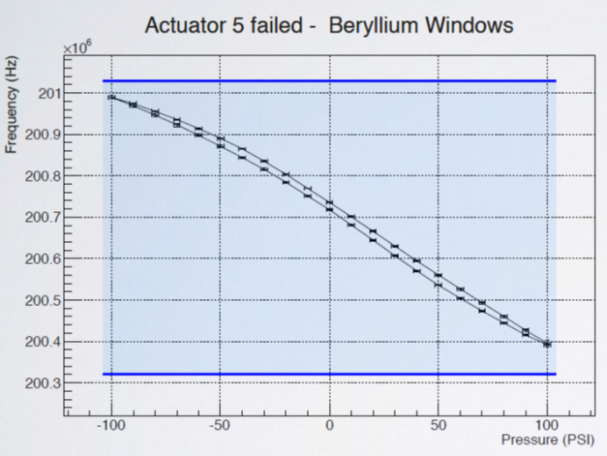 Actuator 5 failed - Beryllium Windows
×10⁶
Frequency (Hz)
201
200.9
200.8
200.7
200.6
200.5
200.4
200.3
-100 -50 0 50 100
Pressure (PSI)